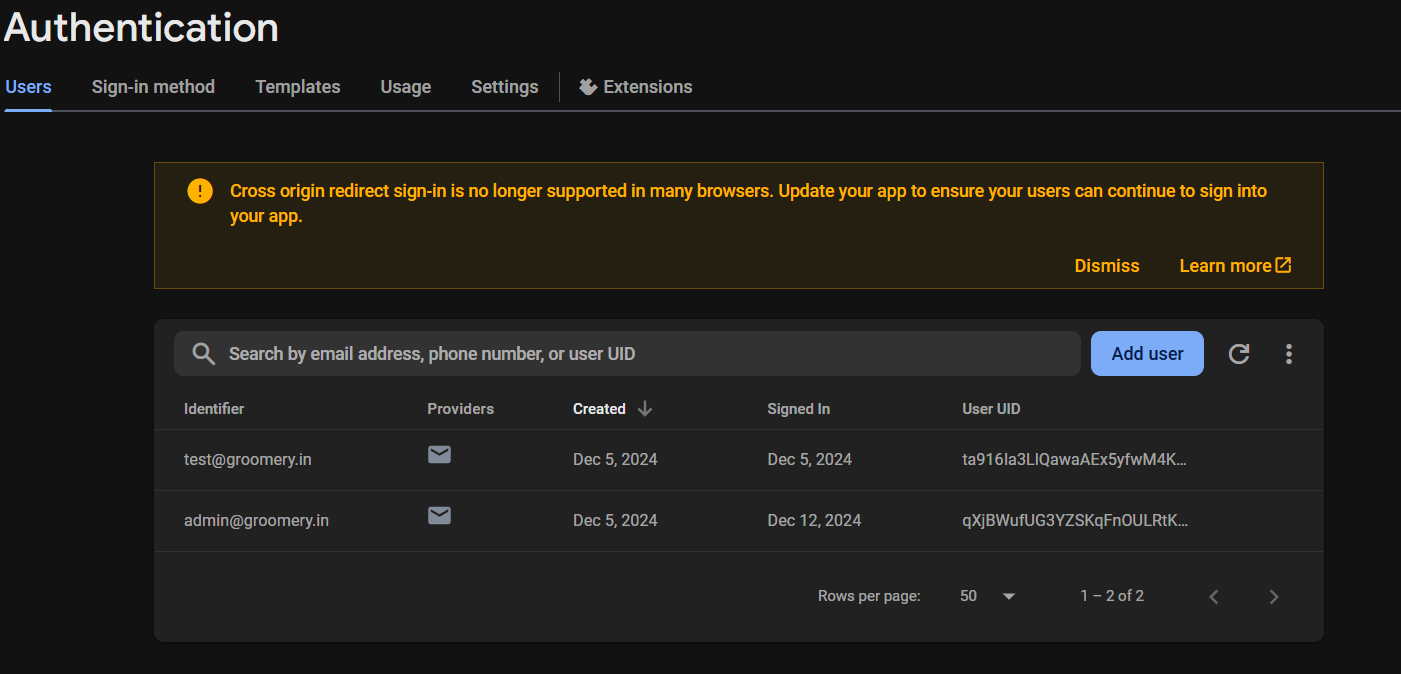 Authentication
Users Sign-in method Templates Usage Settings Extensions
Cross origin redirect sign-in is no longer supported in many browsers. Update your app to ensure your users can continue to sign into
your app.
Dismiss Learn more
Search by email address, phone number, or user UID Add user
Identifier Providers Created Signed In User UID
test@groomery.in Dec 5, 2024 Dec 5, 2024 ta916la3LlQawaAEx5yfwM4K...
admin@groomery.in Dec 5, 2024 Dec 12, 2024 qXjBWufUG3YZSKqFnOULRtK...
Rows per page: 50 1 – 2 of 2